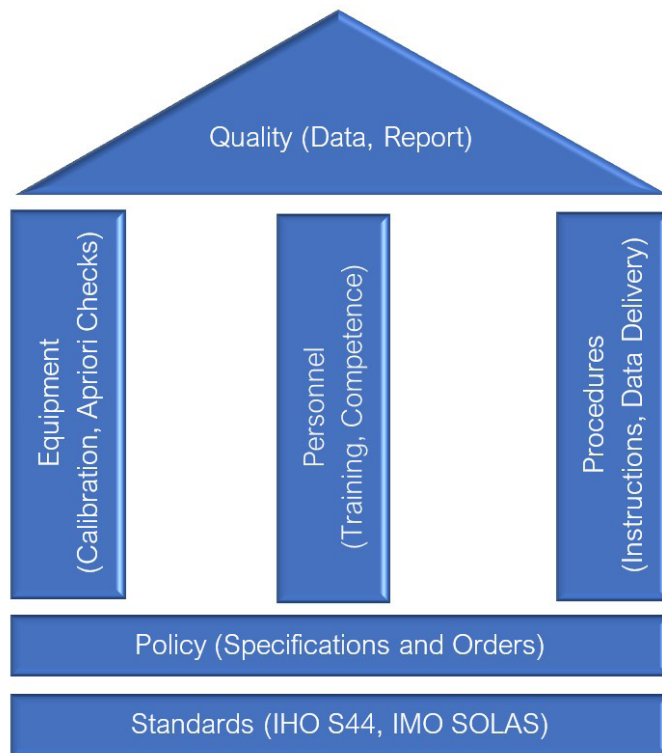 Quality (Data, Report)
Equipment
(Calibration, Apriori Checks)
Personnel
(Training, Competence)
Procedures
(Instructions, Data Delivery)
Policy (Specifications and Orders)
Standards (IHO S44, IMO SOLAS)